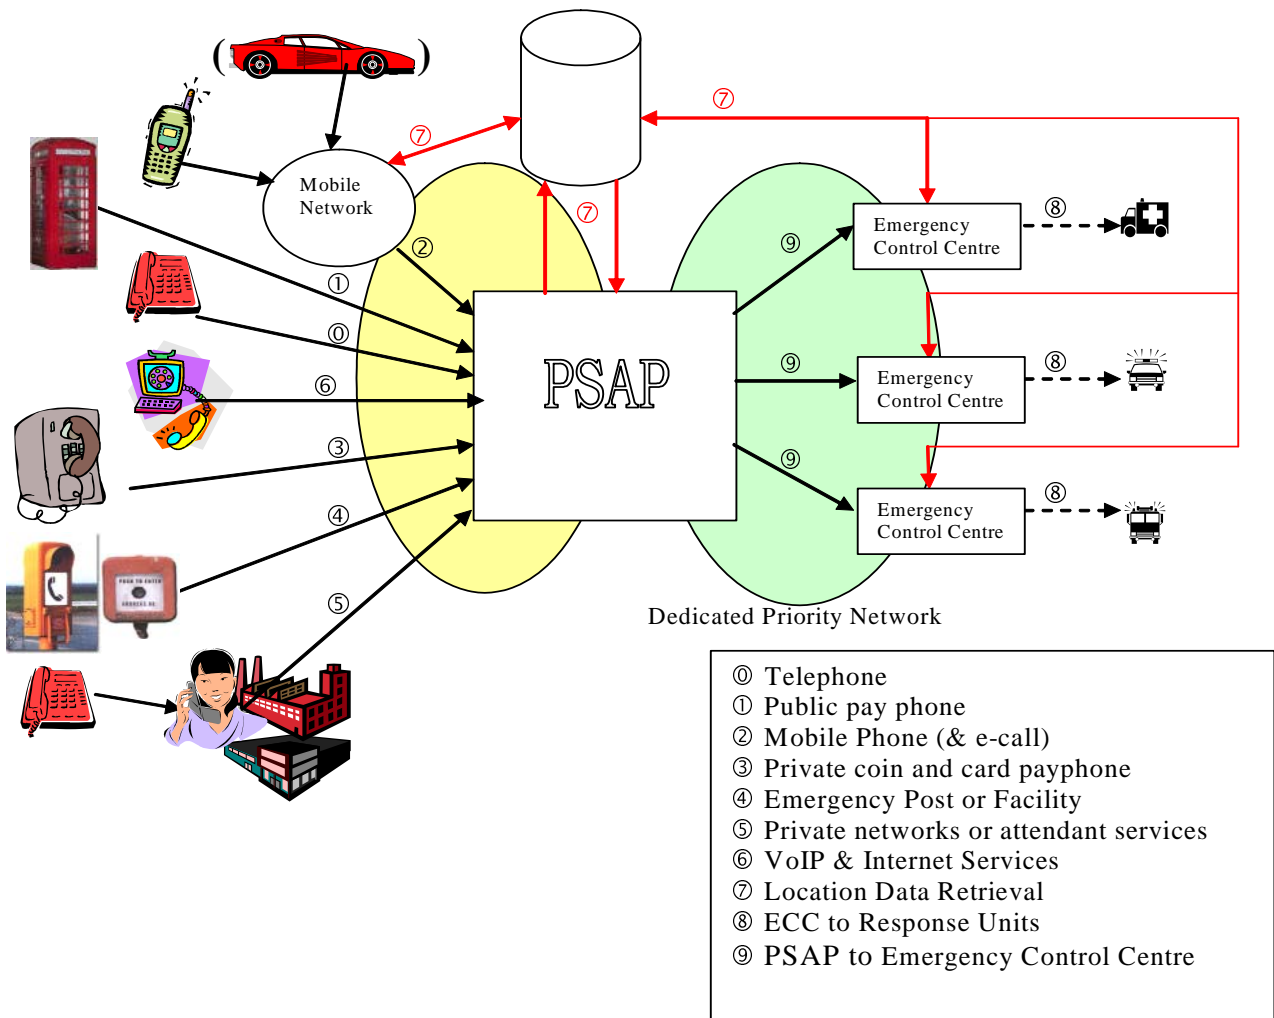 ( )
⑦
⑦
Mobile
Network
⑦
②
①
⓪
⑥
③
④
⑤
PSAP
⑨
⑨
⑨
Emergency
Control Centre
⑧
Emergency
Control Centre
⑧
Emergency
Control Centre
⑧
Dedicated Priority Network
⓪ Telephone
① Public pay phone
② Mobile Phone (& e-call)
③ Private coin and card payphone
④ Emergency Post or Facility
⑤ Private networks or attendant services
⑥ VoIP & Internet Services
⑦ Location Data Retrieval
⑧ ECC to Response Units
⑨ PSAP to Emergency Control Centre